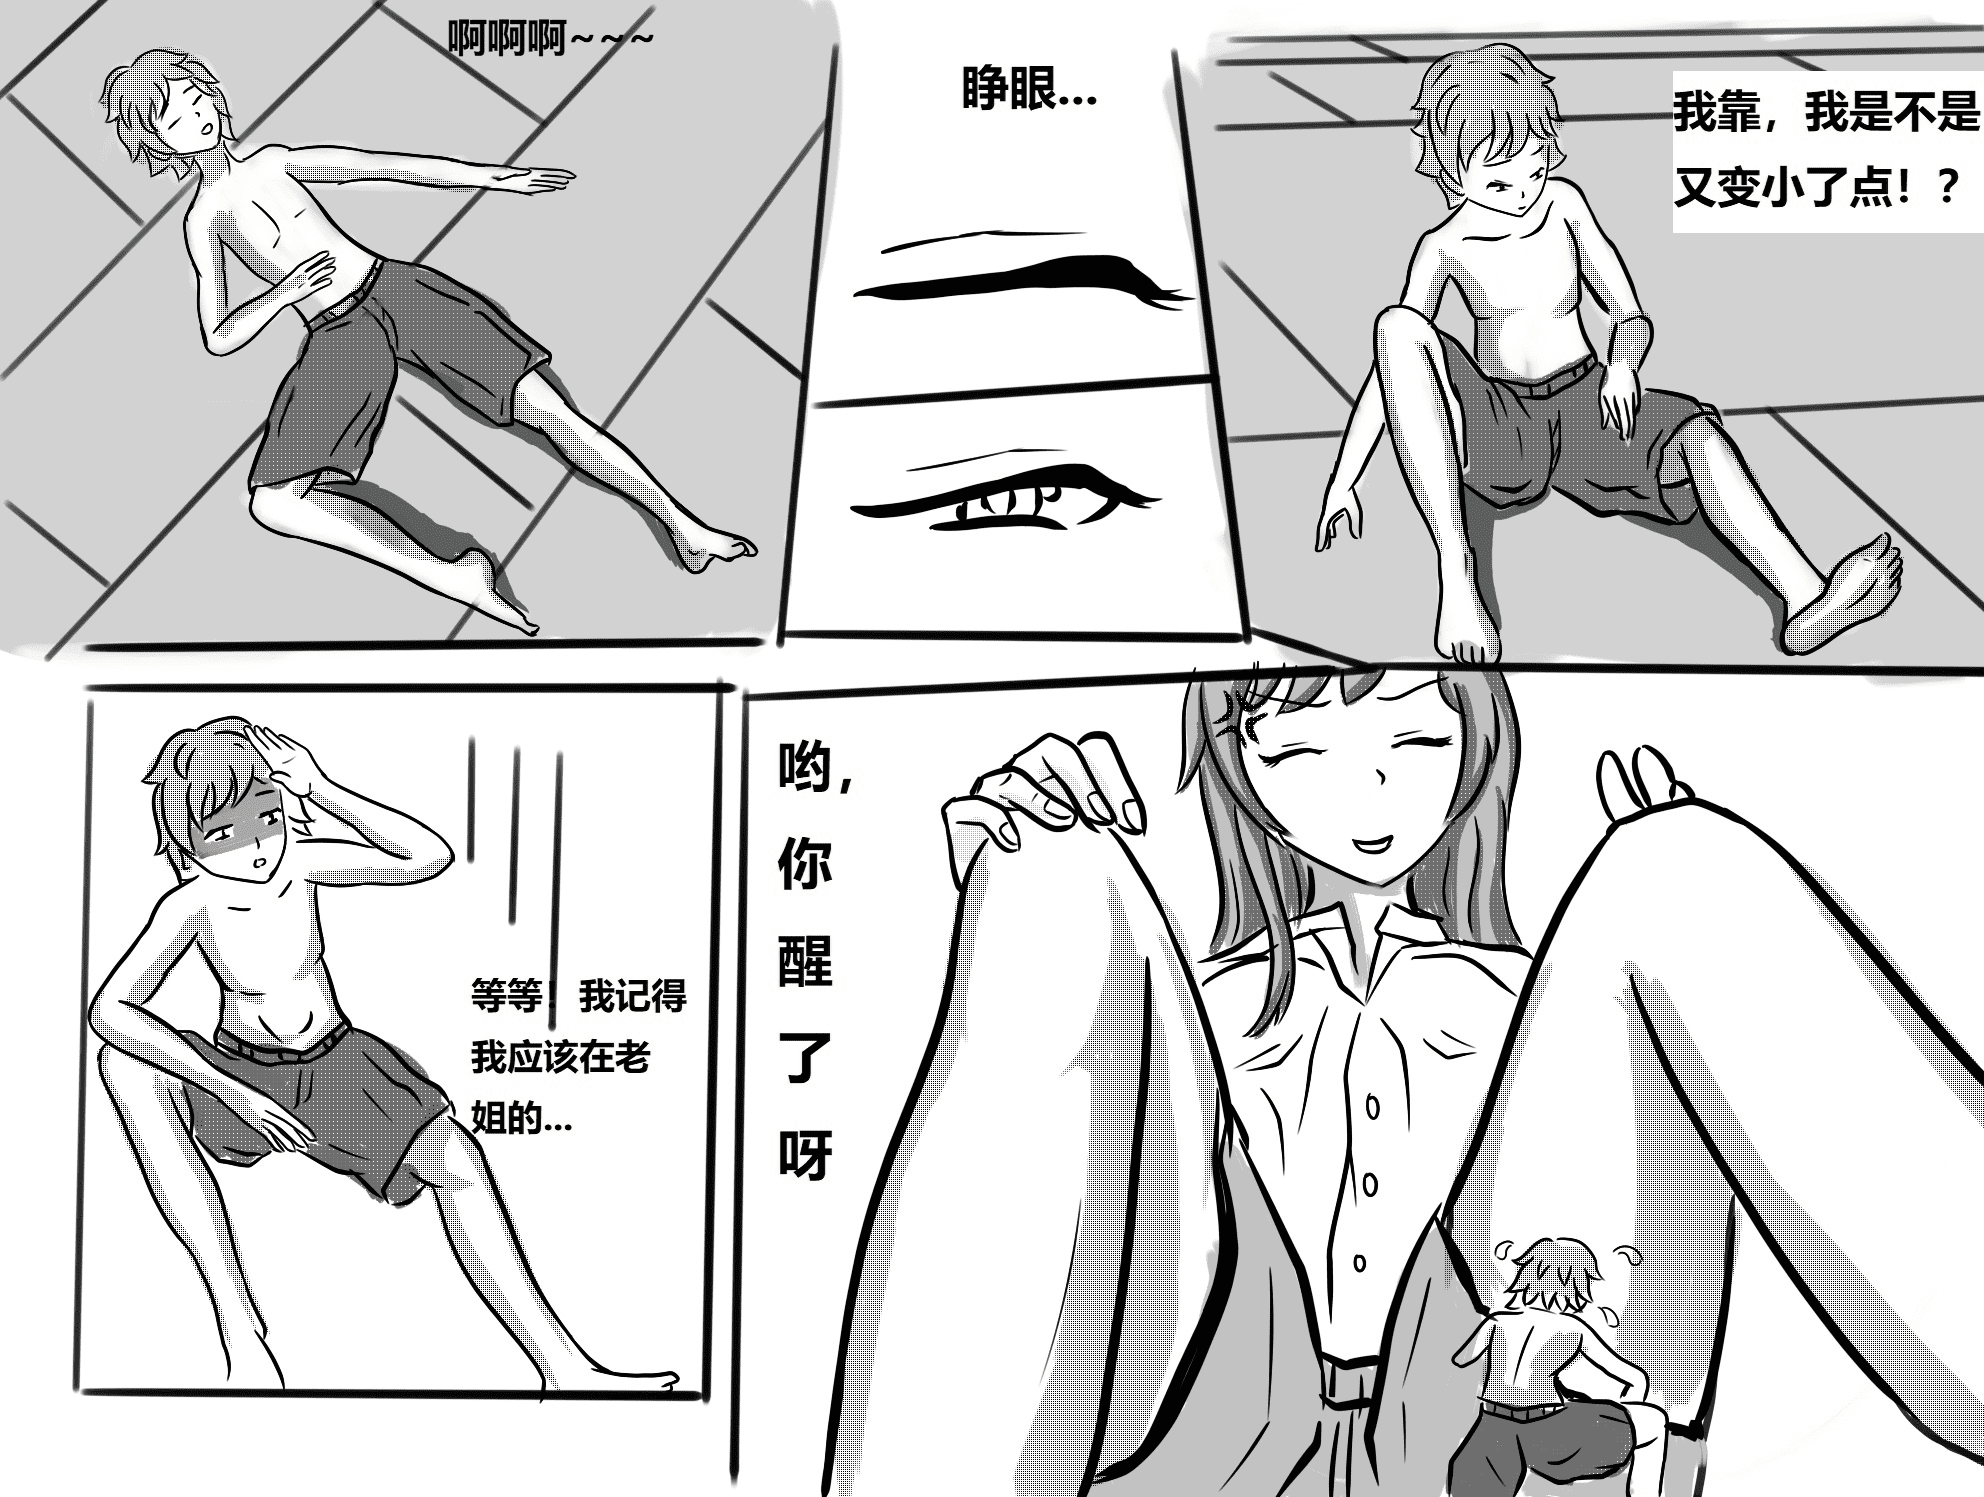 啊啊啊~~~
睁眼...
我靠，我是不是
又变小了点！？
等等！我记得
我应该在老
姐的...
哟，你醒了呀